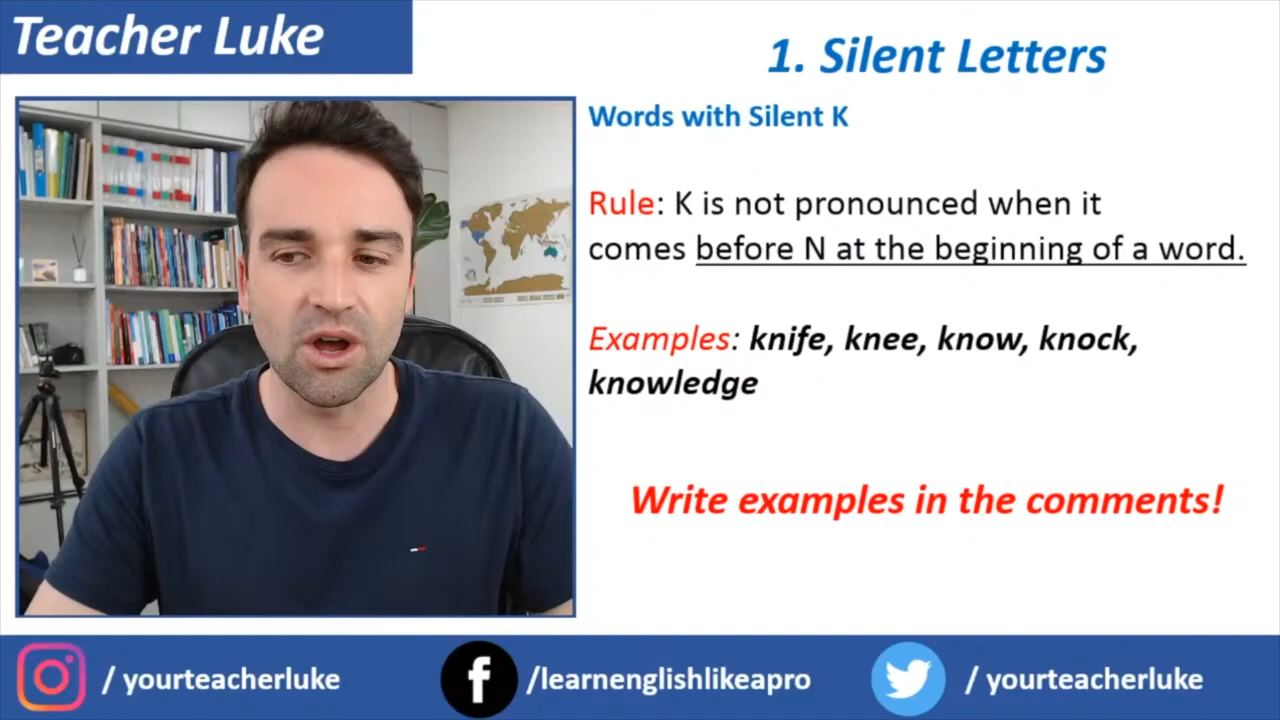 Teacher Luke
1. Silent Letters
Words with Silent K
Rule: K is not pronounced when it
comes before N at the beginning of a word.
Examples: knife, knee, know, knock,
knowledge
Write examples in the comments!
/ yourteacherluke
/learnenglishlikeapro
/ yourteacherluke